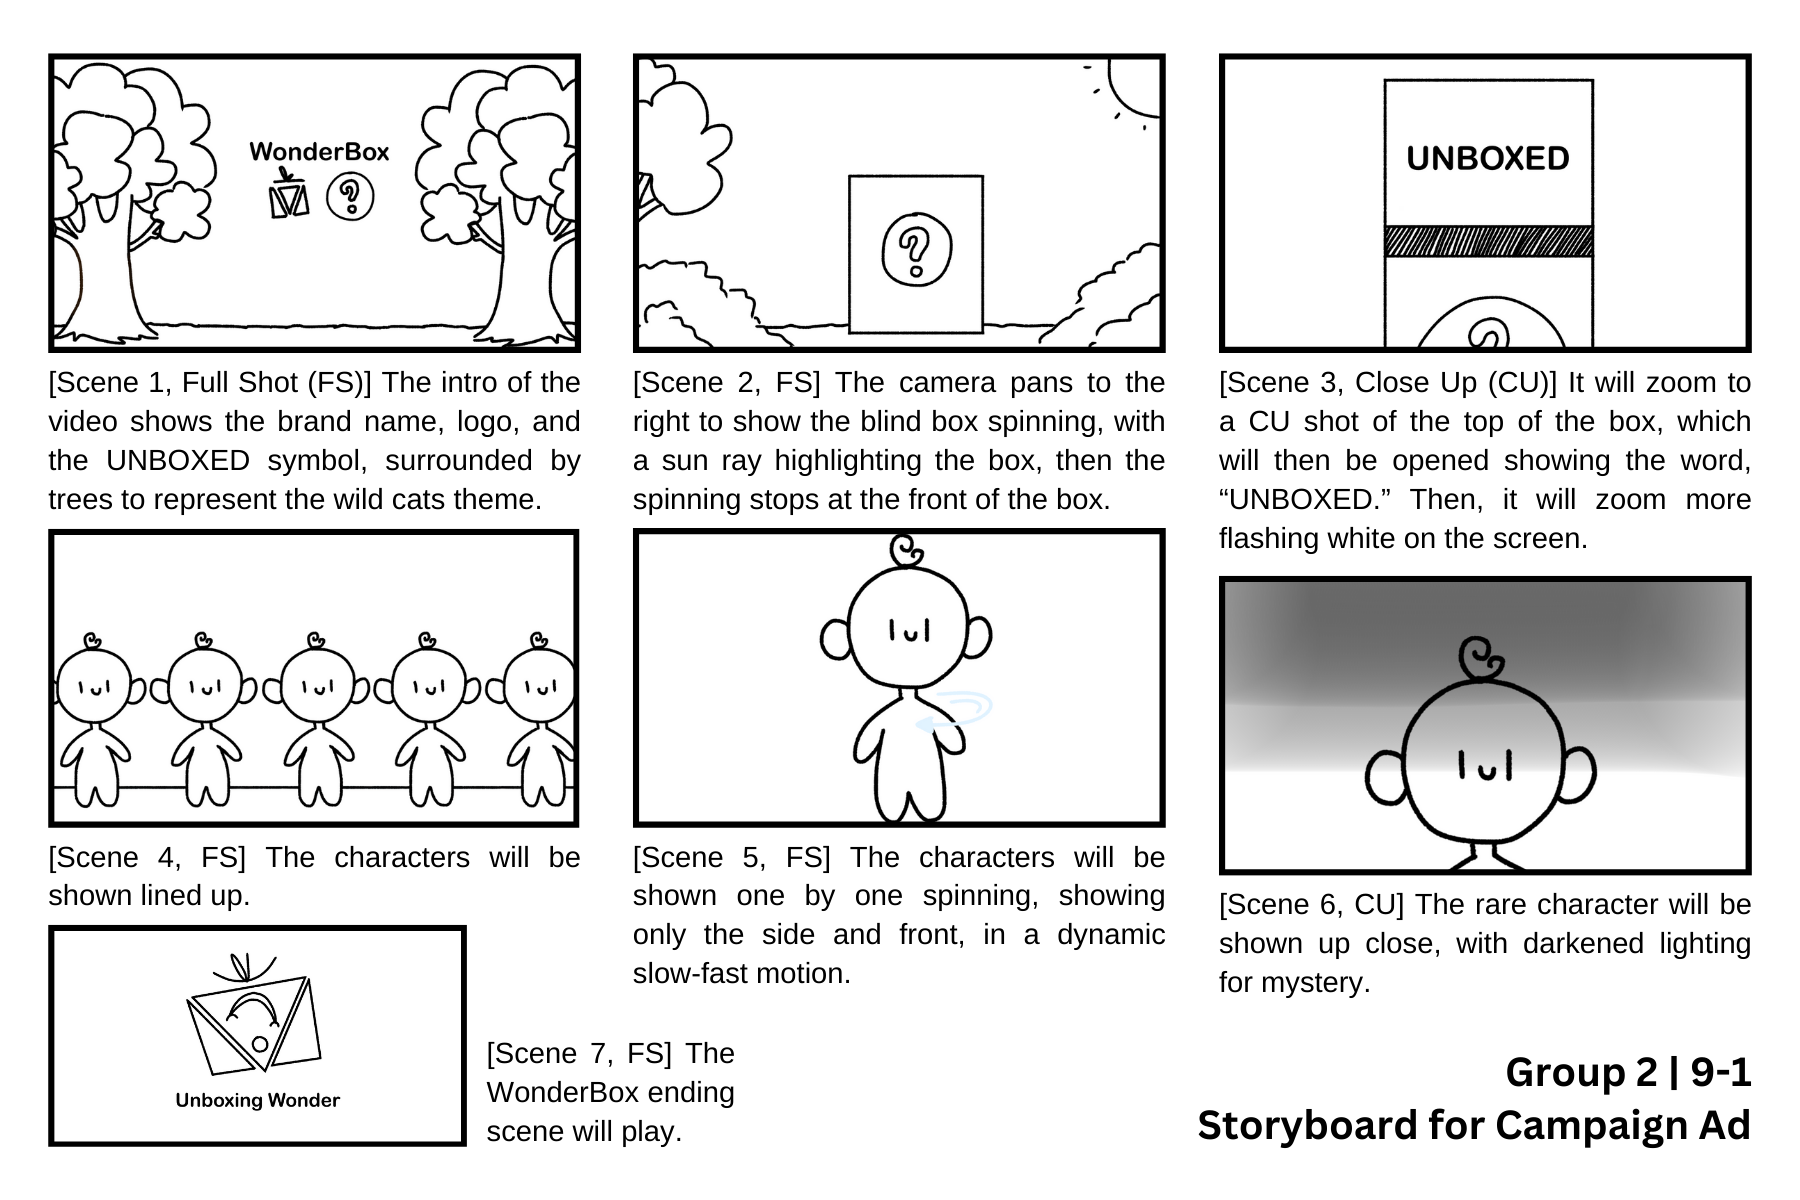 WonderBox
?
[Scene 1, Full Shot (FS)] The intro of the
video shows the brand name, logo, and
the UNBOXED symbol, surrounded by
trees to represent the wild cats theme.
?
[Scene 2, FS] The camera pans to the
right to show the blind box spinning, with
a sun ray highlighting the box, then the
spinning stops at the front of the box.
UNBOXED
?
[Scene 3, Close Up (CU)] It will zoom to
a CU shot of the top of the box, which
will then be opened showing the word,
“UNBOXED.” Then, it will zoom more
flashing white on the screen.
[Scene 4, FS] The characters will be
shown lined up.
[Scene 5, FS] The characters will be
shown one by one spinning, showing
only the side and front, in a dynamic
slow-fast motion.
[Scene 6, CU] The rare character will be
shown up close, with darkened lighting
for mystery.
Unboxing Wonder
[Scene 7, FS] The
WonderBox ending
scene will play.
Group 2 | 9-1
Storyboard for Campaign Ad